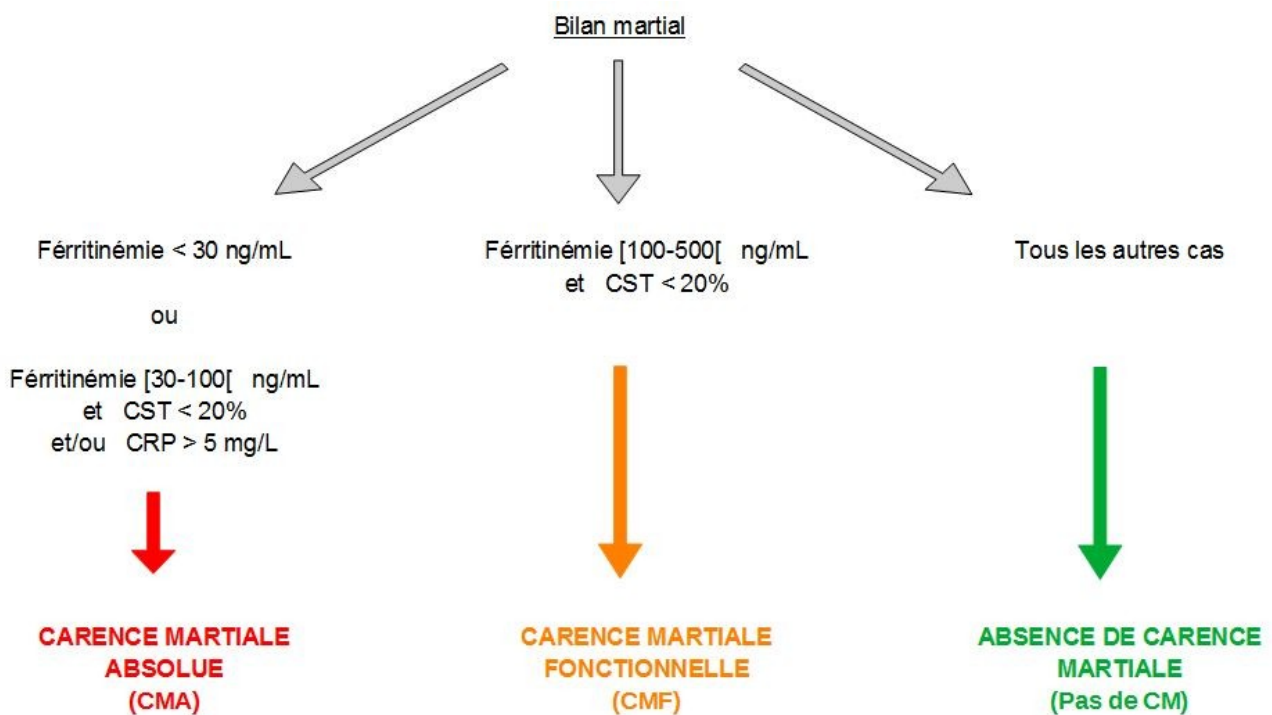 Bilan martial
Férritinémie < 30 ng/mL
ou
Férritinémie [30-100[ ng/mL
et CST < 20%
et/ou CRP > 5 mg/L
CARENCE MARTIALE
ABSOLUE
(CMA)
Férritinémie [100-500[ ng/mL
et CST < 20%
CARENCE MARTIALE
FONCTIONNELLE
(CMF)
Tous les autres cas
ABSENCE DE CARENCE
MARTIALE
(Pas de CM)